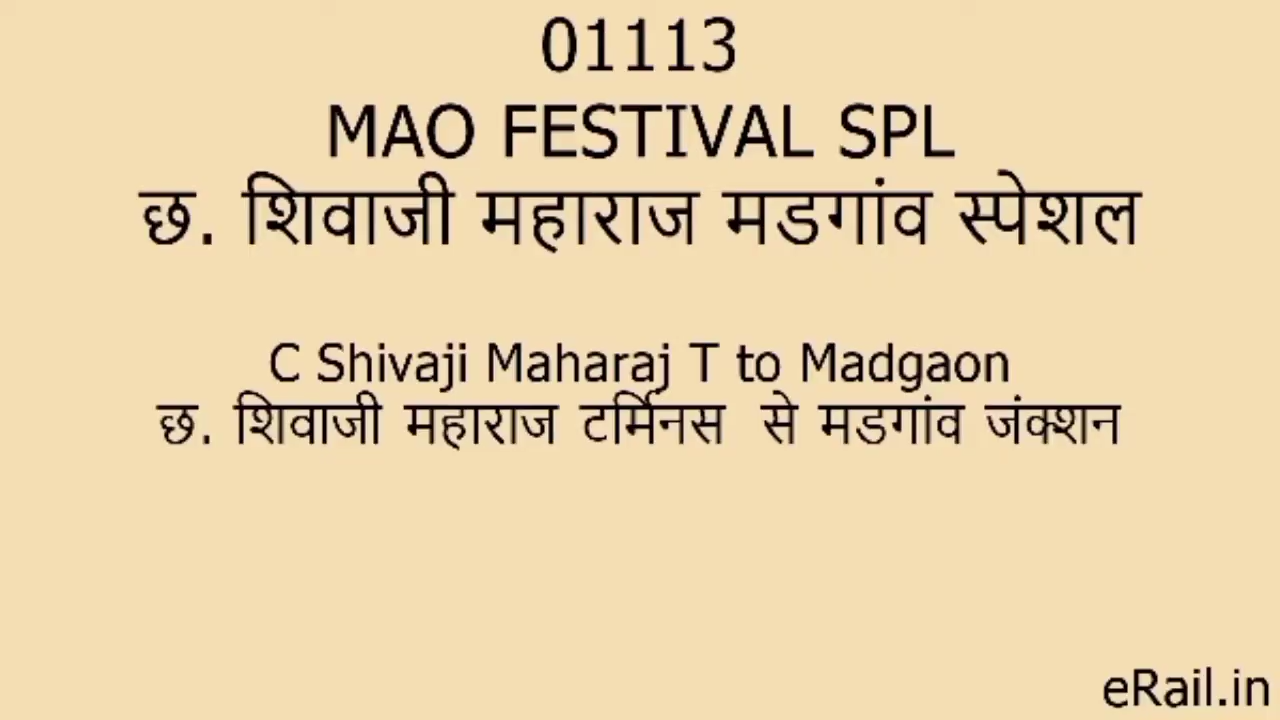 01113
MAO FESTIVAL SPL
छ. शिवाजी महाराज मडगांव स्पेशल
C Shivaji Maharaj T to Madgaon
छ. शिवाजी महाराज टर्मिनस से मडगांव जंक्शन
eRail.in